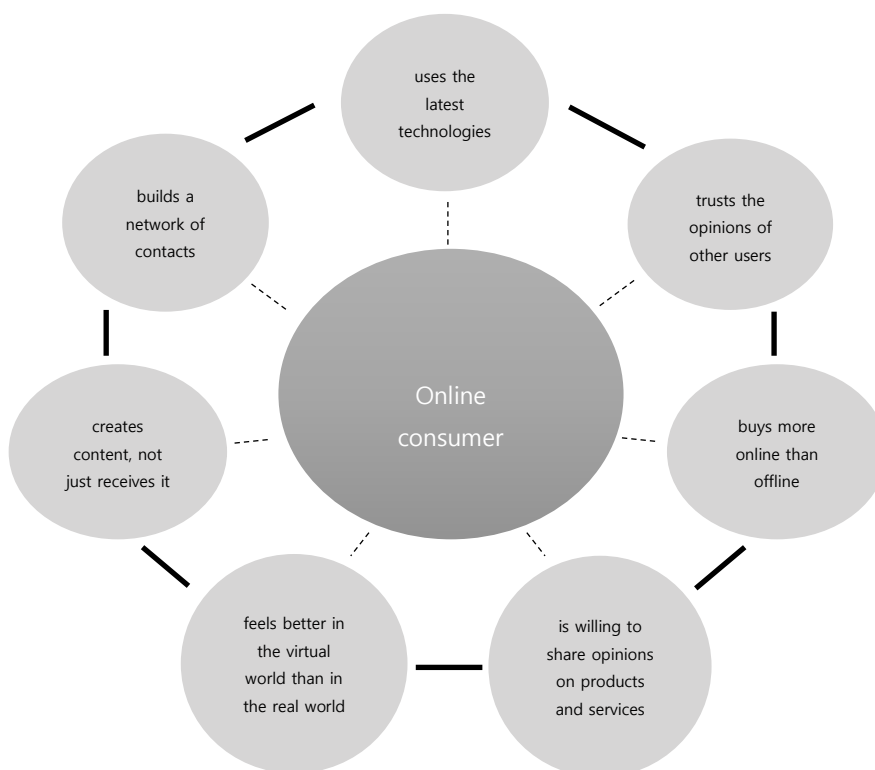 uses the
latest
technologies
trusts the
opinions of
other users
buys more
online than
offline
is willing to
share opinions
on products
and services
feels better in
the virtual
world than in
the real world
creates
content, not
just receives it
builds a
network of
contacts
Online
consumer